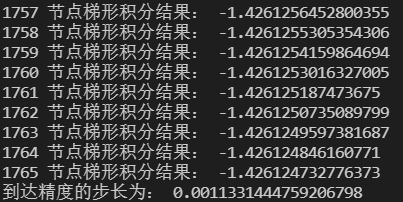 1757 节点梯形积分结果： -1.4261256452800355
1758 节点梯形积分结果： -1.4261255305354306
1759 节点梯形积分结果： -1.4261254159864694
1760 节点梯形积分结果： -1.4261253016327005
1761 节点梯形积分结果： -1.426125187473675
1762 节点梯形积分结果： -1.4261250735089799
1763 节点梯形积分结果： -1.4261249597381687
1764 节点梯形积分结果： -1.426124846160771
1765 节点梯形积分结果： -1.426124732776373
到达精度的步长为： 0.0011331444759206798